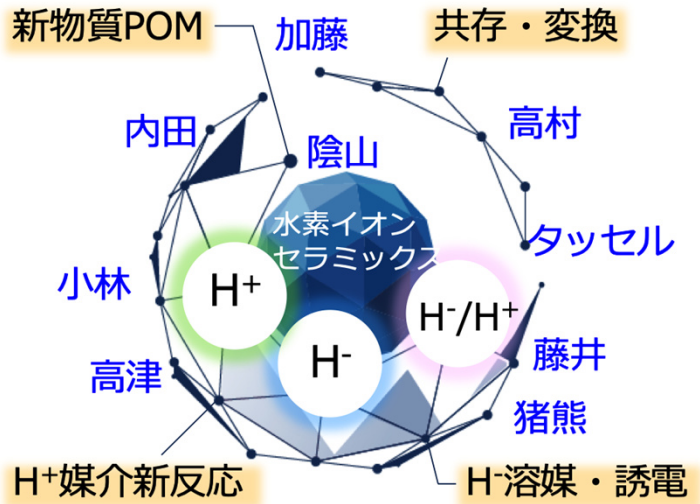 新物質POM
加藤
共存・変換
内田
陰山
高村
水素イオン
セラミックス
タッセル
小林
H⁺
H⁻/H⁺
H⁻
高津
藤井
猪熊
H⁺媒介新反応
H⁻溶媒・誘電